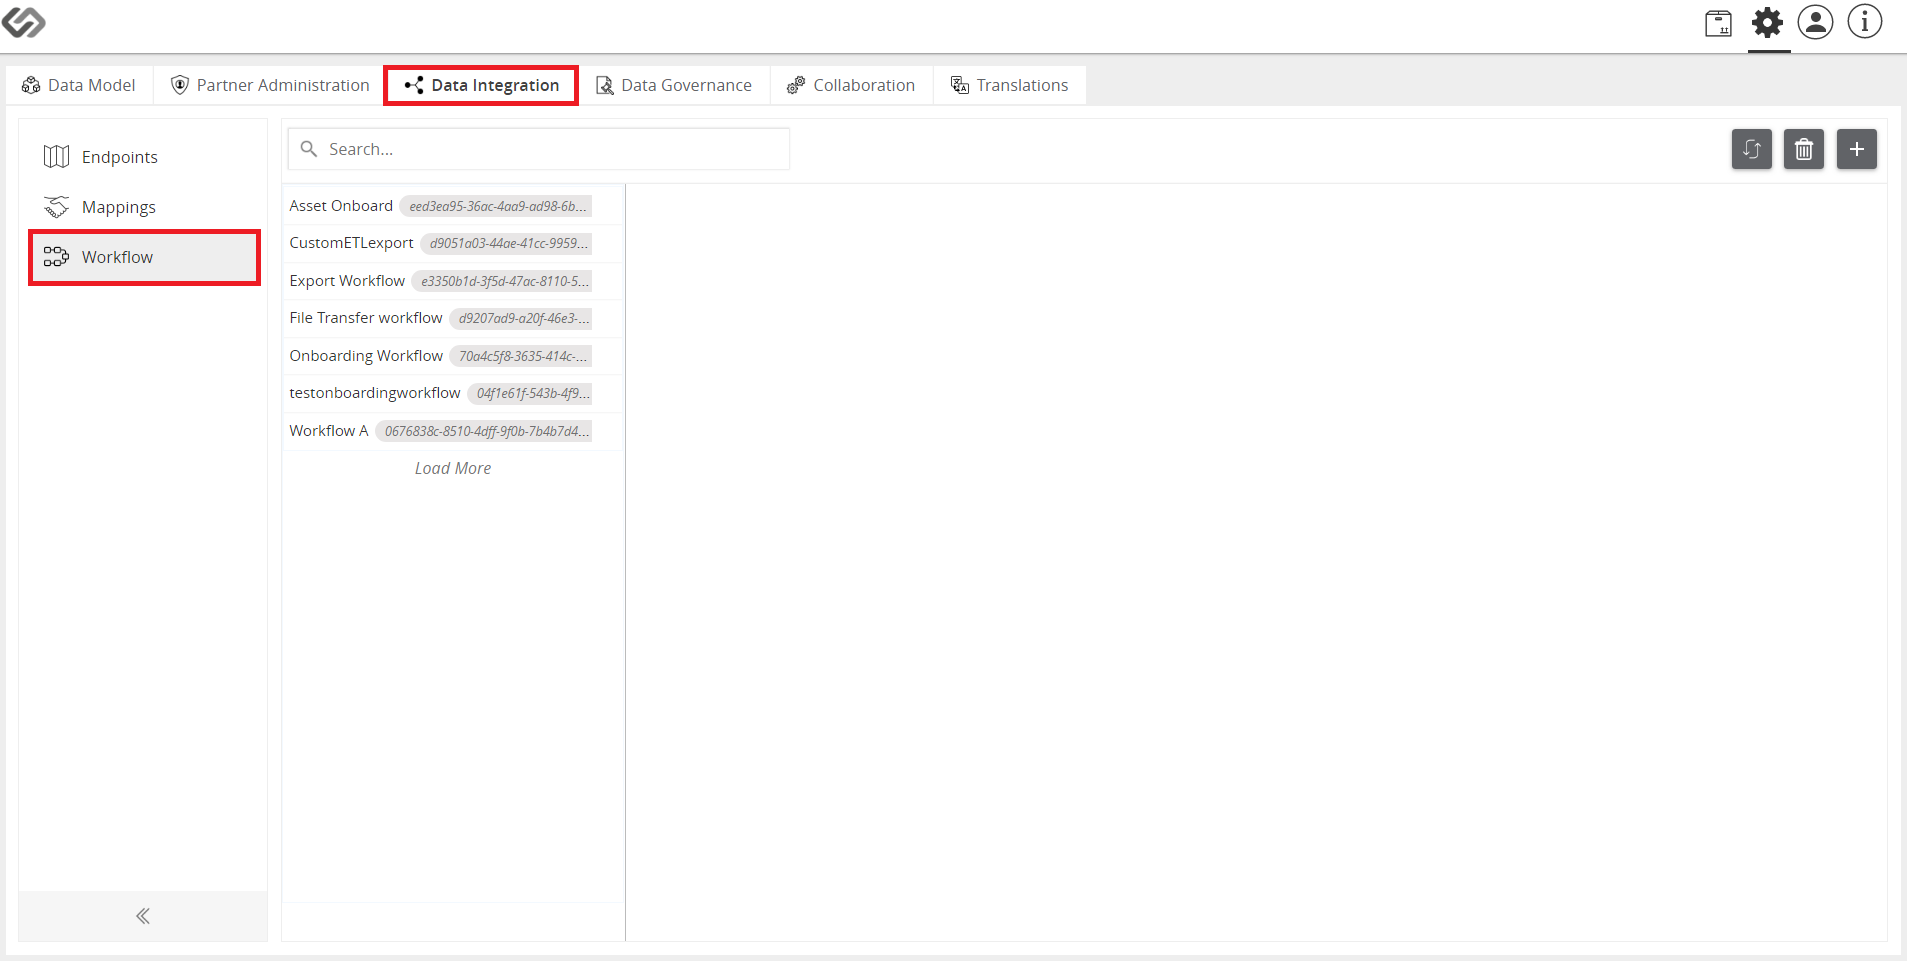 Data Model Partner Administration Data Integration Data Governance Collaboration Translations
Endpoints
Mappings
Workflow
Search...
Asset Onboard eed3ea95-36ac-4aa9-ad98-6b...
CustomETLexport d9051a03-44ae-41cc-9959...
Export Workflow e3350b1d-3f5d-47ac-8110-5...
File Transfer workflow d9207ad9-a20f-46e3-...
Onboarding Workflow 70a4c5f8-3635-414c-...
testonboardingworkflow 04f1e61f-543b-4f9...
Workflow A 0676838c-8510-4dff-9f0b-7b4b7d4...
Load More